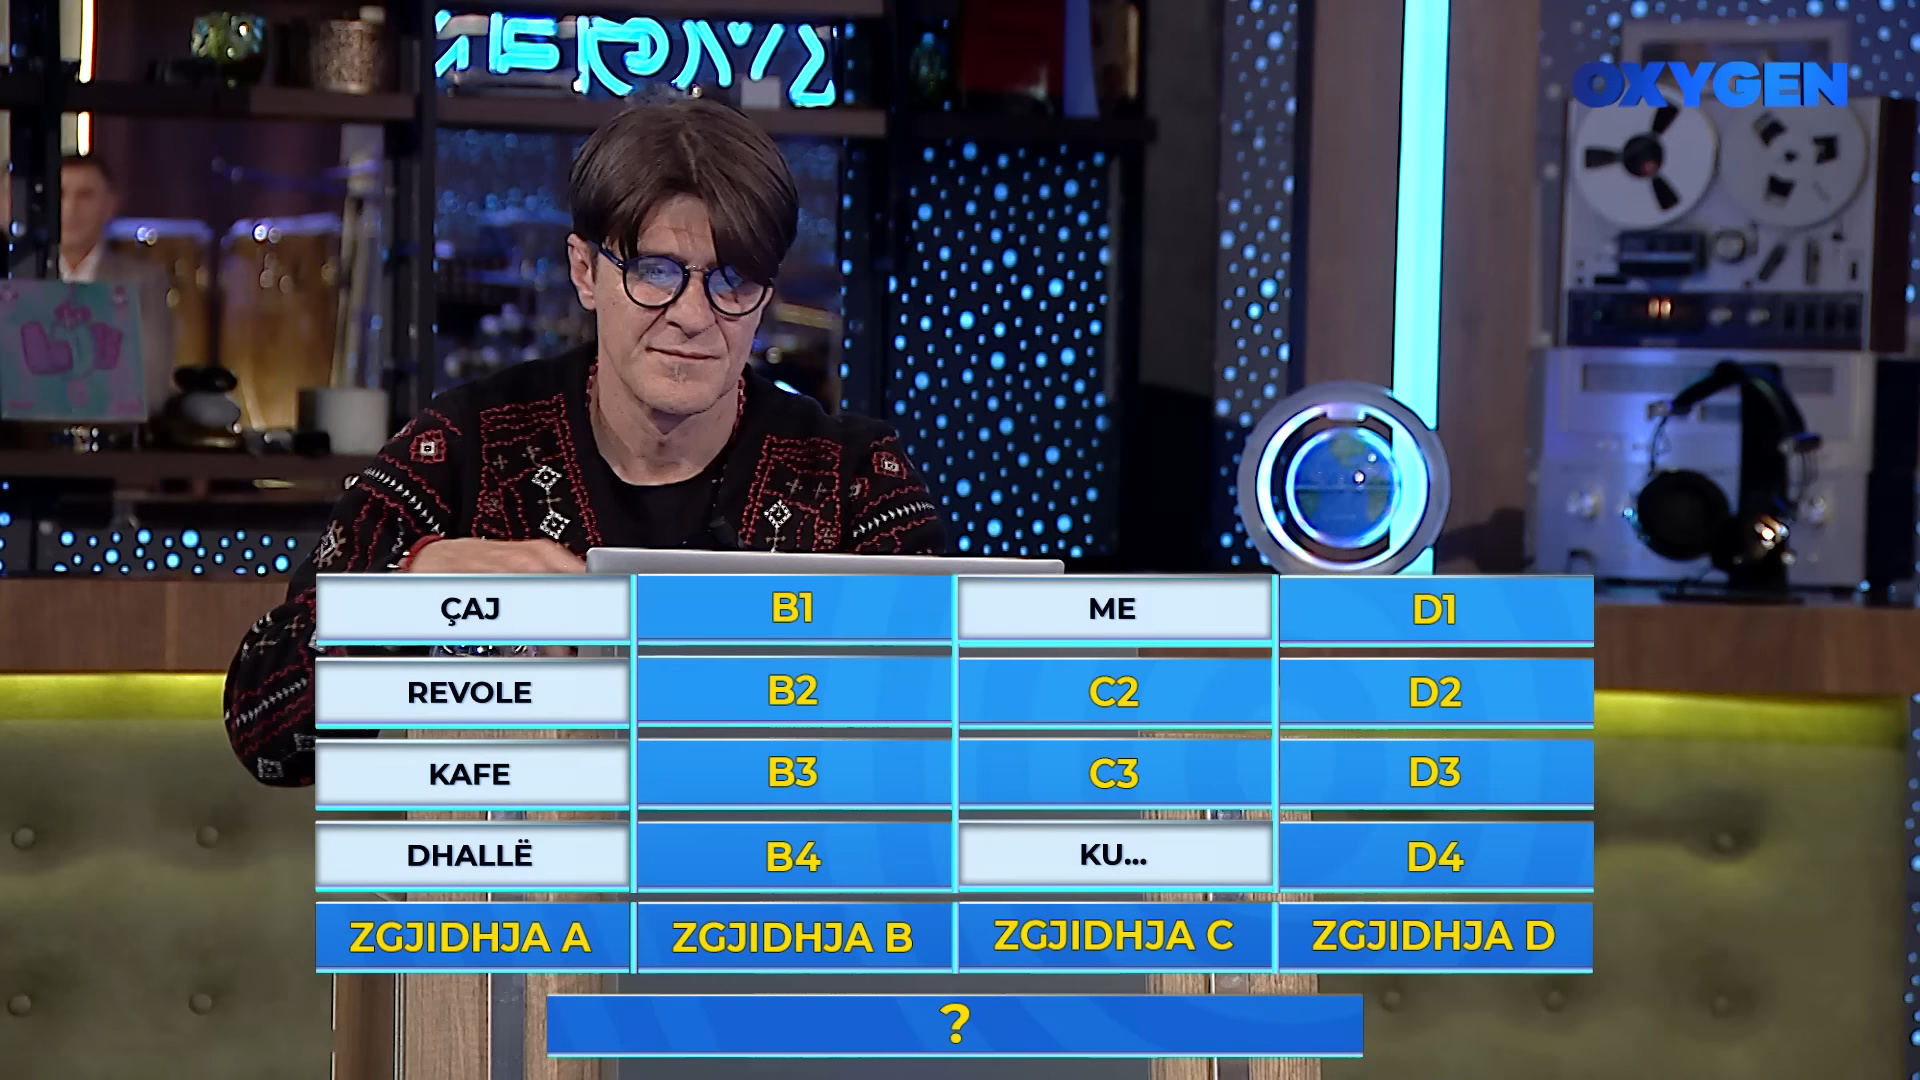 OXYGEN
ÇAJ B1 ME D1
REVOLE B2 C2 D2
KAFE B3 C3 D3
DHALLË B4 KU... D4
ZGJIDHJA A ZGJIDHJA B ZGJIDHJA C ZGJIDHJA D
?